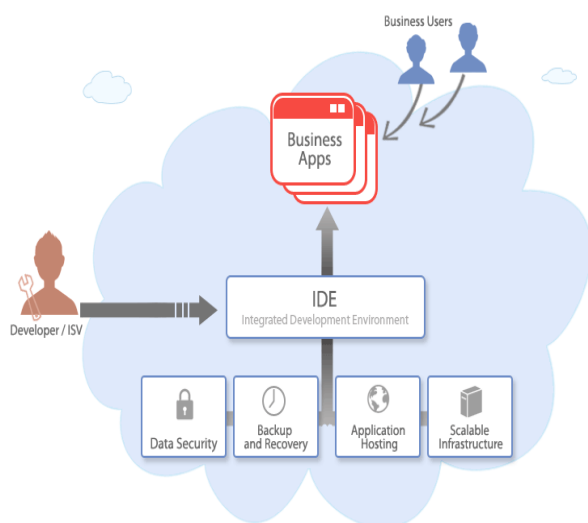 Business Users
Business
Apps
IDE
Integrated Development Environment
Developer / ISV
Data Security
Backup
and Recovery
Application
Hosting
Scalable
Infrastructure